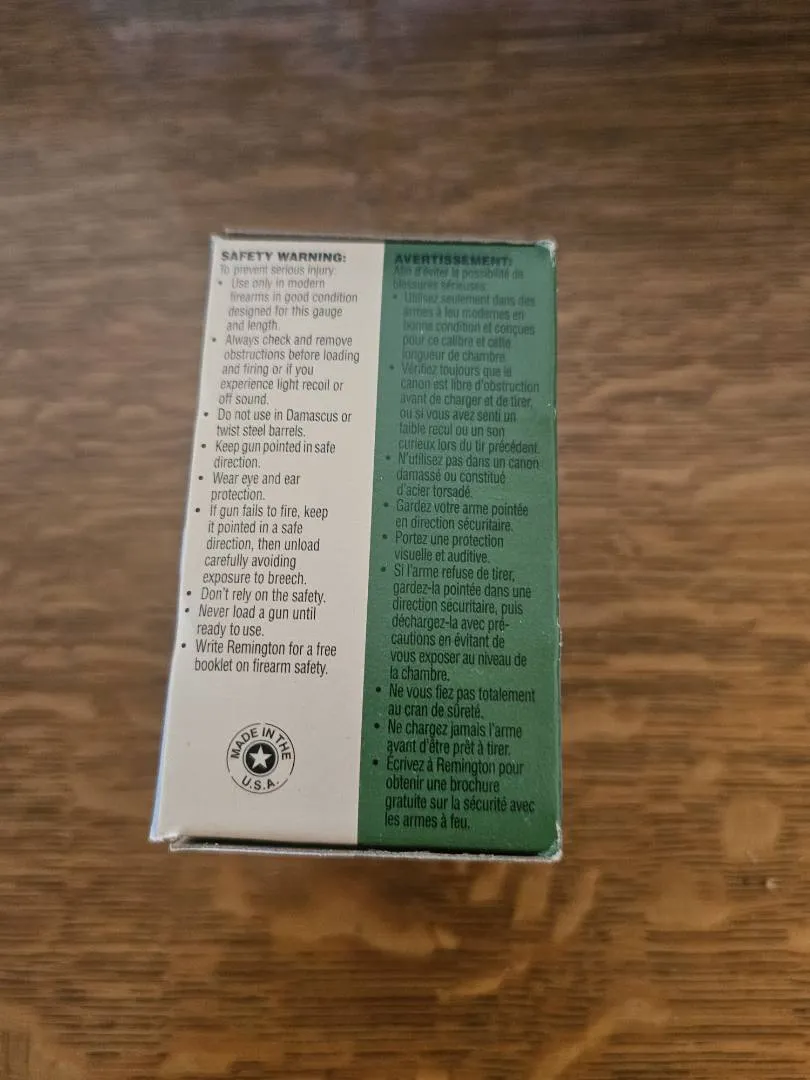 SAFETY WARNING:
To prevent serious injury:
• Use only in modern
firearms in good condition
designed for this gauge
and length.
• Always check and remove
obstructions before loading
and firing or if you
experience light recoil or
off sound.
• Do not use in Damascus or
twist steel barrels.
• Keep gun pointed in safe
direction.
• Wear eye and ear
protection.
• If gun fails to fire, keep
it pointed in a safe
direction, then unload
carefully avoiding
exposure to breech.
• Don't rely on the safety.
• Never load a gun until
ready to use.
• Write Remington for a free
booklet on firearm safety.
MADE IN THE
U.S.A.
AVERTISSEMENT:
Afin d'éviter la possibilité de
blessures sérieuses:
• Utilisez seulement dans des
armes à feu modernes en
bonne condition et conçues
pour ce calibre et cette
longueur de chambre.
• Vérifiez toujours que le
canon est libre d'obstruction
avant de charger et de tirer,
ou si vous avez senti un
faible recul ou un son
curieux lors du tir précédent.
• N'utilisez pas dans un canon
damassé ou constitué
d'acier torsadé.
• Gardez votre arme pointée
en direction sécuritaire.
• Portez une protection
visuelle et auditive.
• Si l'arme refuse de tirer,
gardez-la pointée dans une
direction sécuritaire, puis
déchargez-la avec pré-
cautions en évitant de
vous exposer au niveau de
la chambre.
• Ne vous fiez pas totalement
au cran de sûreté.
• Ne chargez jamais l'arme
avant d'être prêt à tirer.
• Écrivez à Remington pour
obtenir une brochure
gratuite sur la sécurité avec
les armes à feu.